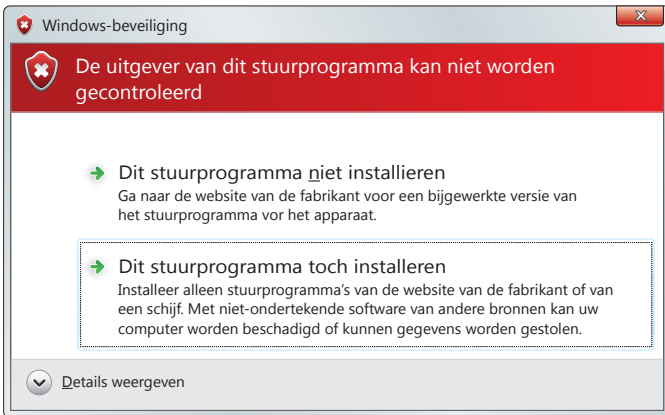 Windows-beveiliging
De uitgever van dit stuurprogramma kan niet worden
gecontroleerd
Dit stuurprogramma niet installieren
Ga naar de website van de fabrikant voor een bijgewerkte versie van
het stuurprogramma vor het apparaat.
Dit stuurprogramma toch installeren
Installeer alleen stuurprogramma's van de website van de fabrikant of van
een schijf. Met niet-ondertekende software van andere bronnen kan uw
computer worden beschadigd of kunnen gegevens worden gestolen.
Details weergeven